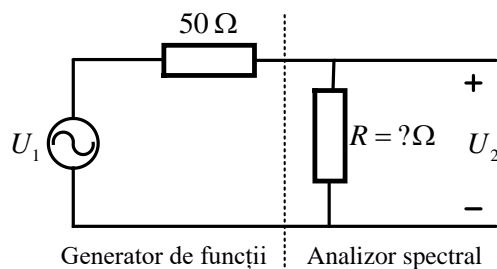 50 Ω
+
U₁
R = ?Ω
U₂
−
Generator de funcții
Analizor spectral